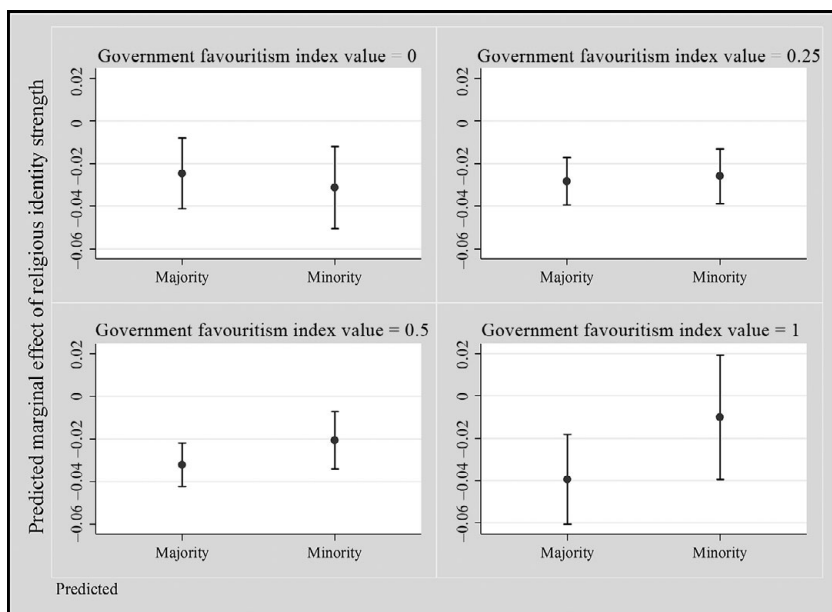 Predicted marginal effect of religious identity strength
Government favouritism index value = 0
0.02
0
−0.02
−0.04
−0.06
Majority Minority
Government favouritism index value = 0.25
0.02
0
−0.02
−0.04
−0.06
Majority Minority
Government favouritism index value = 0.5
0.02
0
−0.02
−0.04
−0.06
Majority Minority
Government favouritism index value = 1
0.02
0
−0.02
−0.04
−0.06
Majority Minority
Predicted